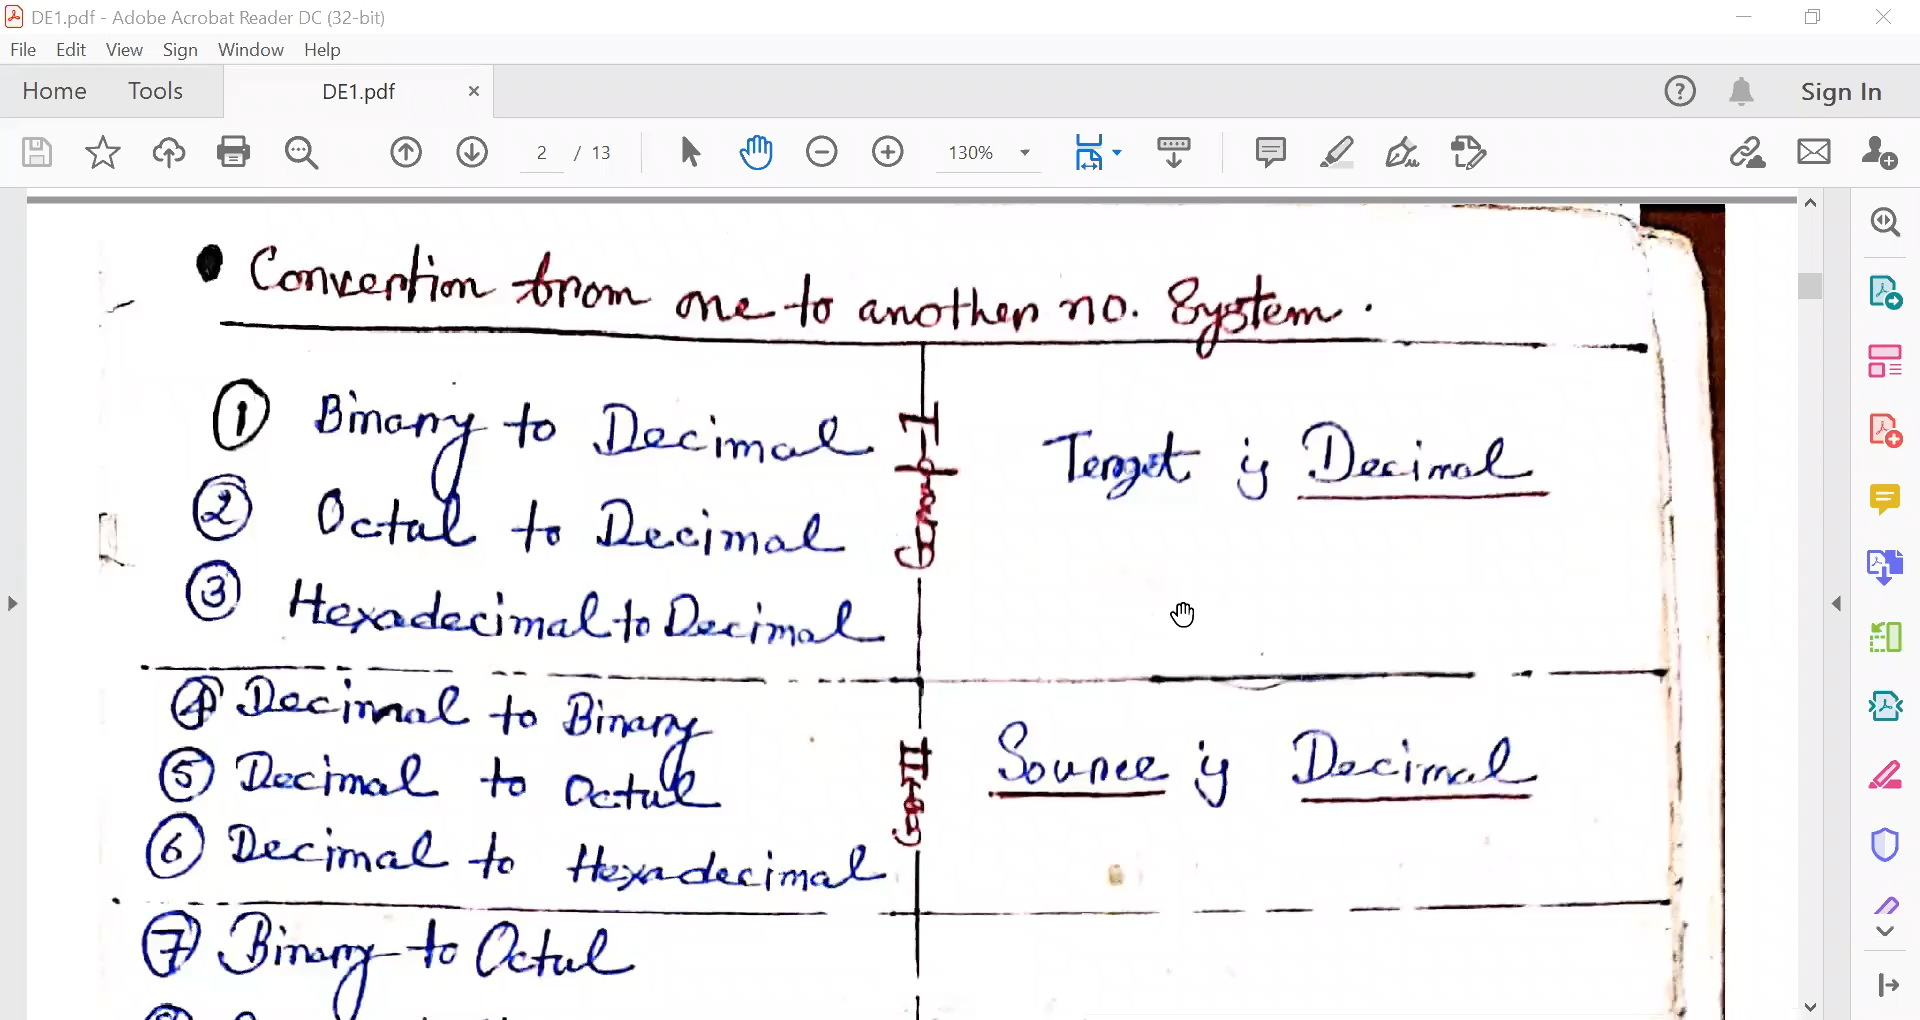 DE1.pdf - Adobe Acrobat Reader DC (32-bit)
File Edit View Sign Window Help
Home Tools DE1.pdf × Sign In
2 / 13 130%
Convertion from one to another no. System.
① Binary to Decimal
② Octal to Decimal
③ Hexadecimal to Decimal
Target is Decimal
④ Decimal to Binary
⑤ Decimal to Octal
⑥ Decimal to Hexadecimal
Source is Decimal
⑦ Binary to Octal